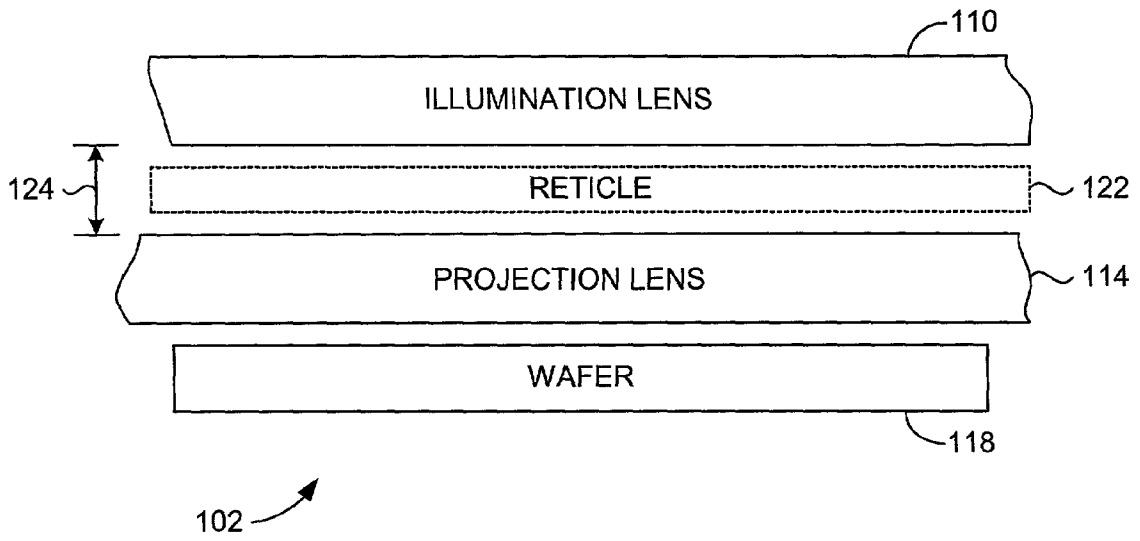 110
ILLUMINATION LENS
124
RETICLE
122
PROJECTION LENS
114
WAFER
118
102